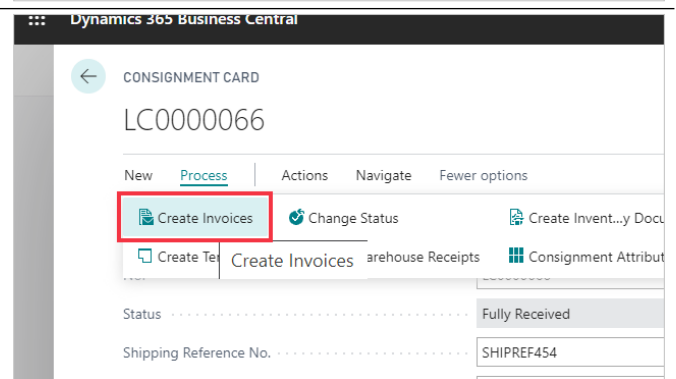 Dynamics 365 Business Central
CONSIGNMENT CARD
LC0000066
New Process Actions Navigate Fewer options
Create Invoices Change Status Create Invent...y Docu
Create Ter Create Invoices arehouse Receipts Consignment Attribut
Status Fully Received
Shipping Reference No. SHIPREF454